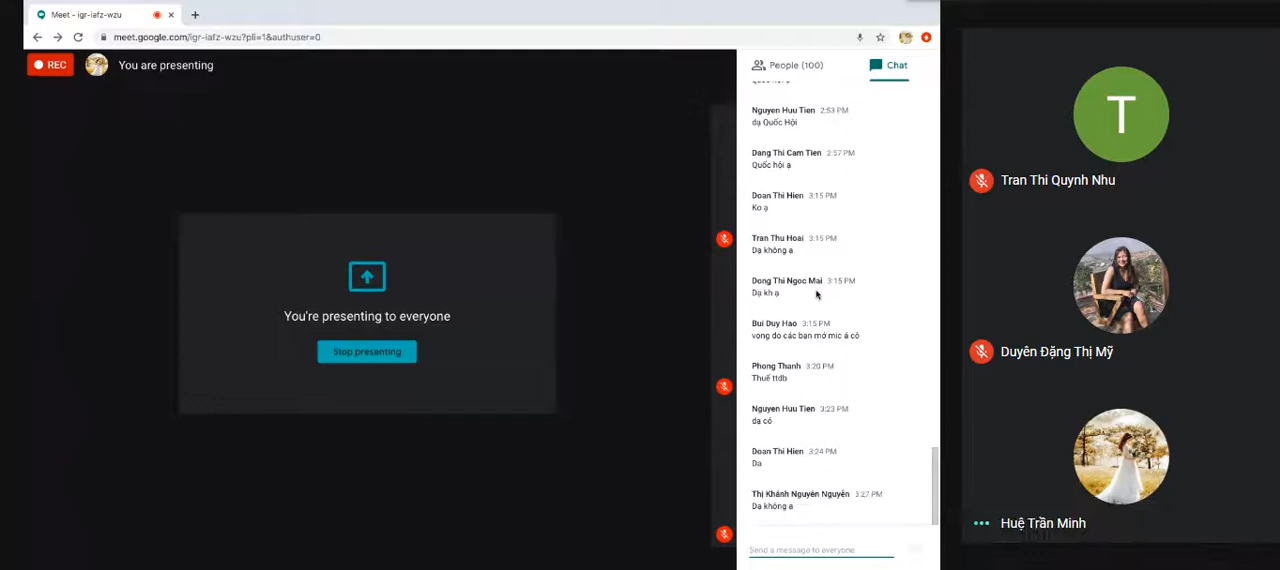 Meet - igr-iafz-wzu
meet.google.com/igr-iafz-wzu?pli=1&authuser=0
REC
You are presenting
People (100)
Chat
Nguyen Huu Tien 2:53 PM
dạ Quốc Hội
Dang Thi Cam Tien 2:57 PM
Quốc hội ạ
Doan Thi Hien 3:15 PM
Ko ạ
Tran Thu Hoai 3:15 PM
Dạ không ạ
Dong Thi Ngoc Mai 3:15 PM
Dạ kh ạ
Bui Duy Hao 3:15 PM
vong do các bạn mở mic á cô
Phong Thanh 3:20 PM
Thuế ttdb
Nguyen Huu Tien 3:23 PM
dạ có
Doan Thi Hien 3:24 PM
Da
Thị Khánh Nguyên Nguyễn 3:27 PM
Dạ không ạ
Send a message to everyone
You're presenting to everyone
Stop presenting
T
Tran Thi Quynh Nhu
Duyên Đặng Thị Mỹ
Huệ Trần Minh